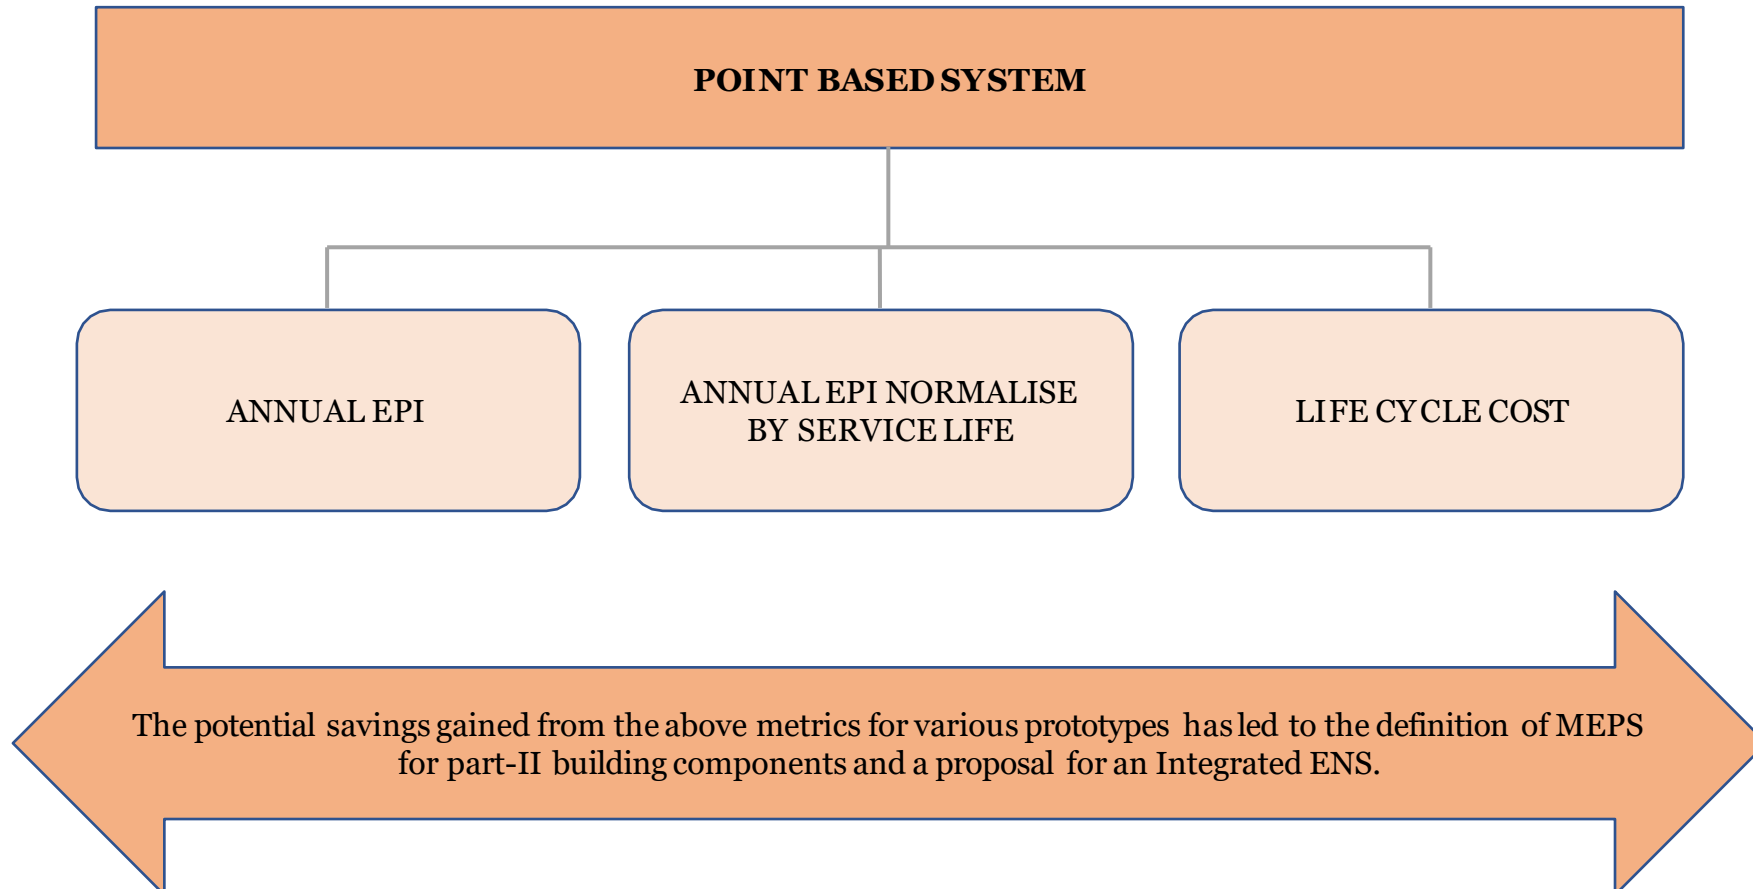 POINT BASED SYSTEM
ANNUAL EPI
ANNUAL EPI NORMALISE
BY SERVICE LIFE
LIFE CYCLE COST
The potential savings gained from the above metrics for various prototypes has led to the definition of MEPS
for part-II building components and a proposal for an Integrated ENS.